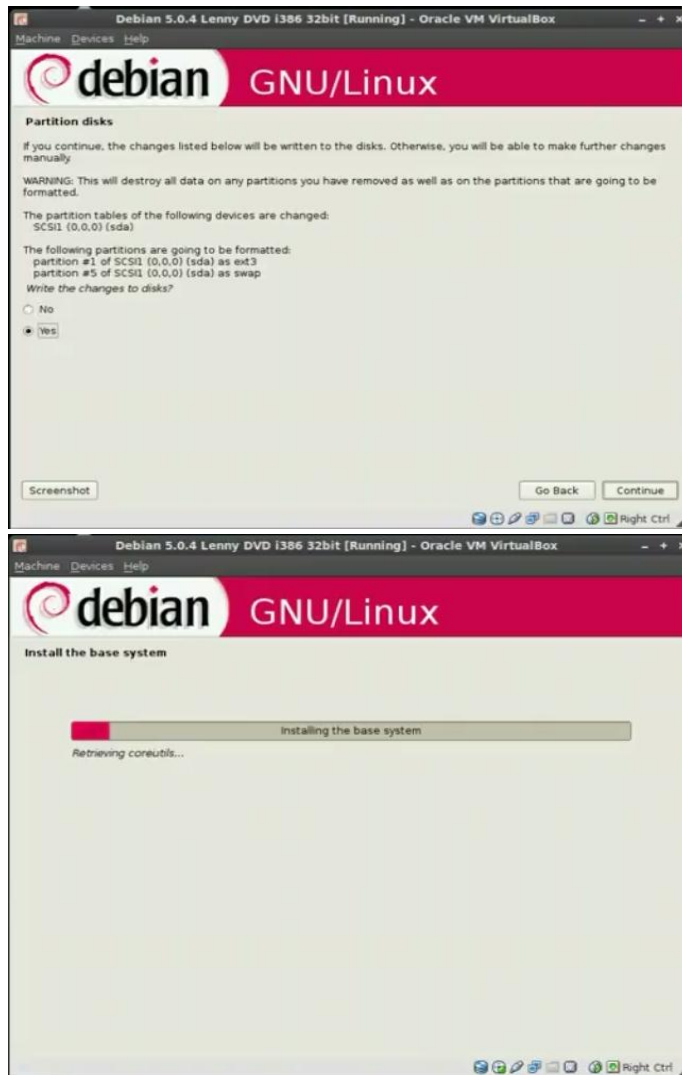 Debian 5.0.4 Lenny DVD i386 32bit [Running] - Oracle VM VirtualBox
Machine Devices Help
debian GNU/Linux
Partition disks
If you continue, the changes listed below will be written to the disks. Otherwise, you will be able to make further changes
manually.
WARNING: This will destroy all data on any partitions you have removed as well as on the partitions that are going to be
formatted.
The partition tables of the following devices are changed:
SCSI1 (0,0,0) (sda)
The following partitions are going to be formatted:
partition #1 of SCSI1 (0,0,0) (sda) as ext3
partition #5 of SCSI1 (0,0,0) (sda) as swap
Write the changes to disks?
No
Yes
Screenshot Go Back Continue
Right Ctrl
Debian 5.0.4 Lenny DVD i386 32bit [Running] - Oracle VM VirtualBox
Machine Devices Help
debian GNU/Linux
Install the base system
Installing the base system
Retrieving coreutils...
Right Ctrl